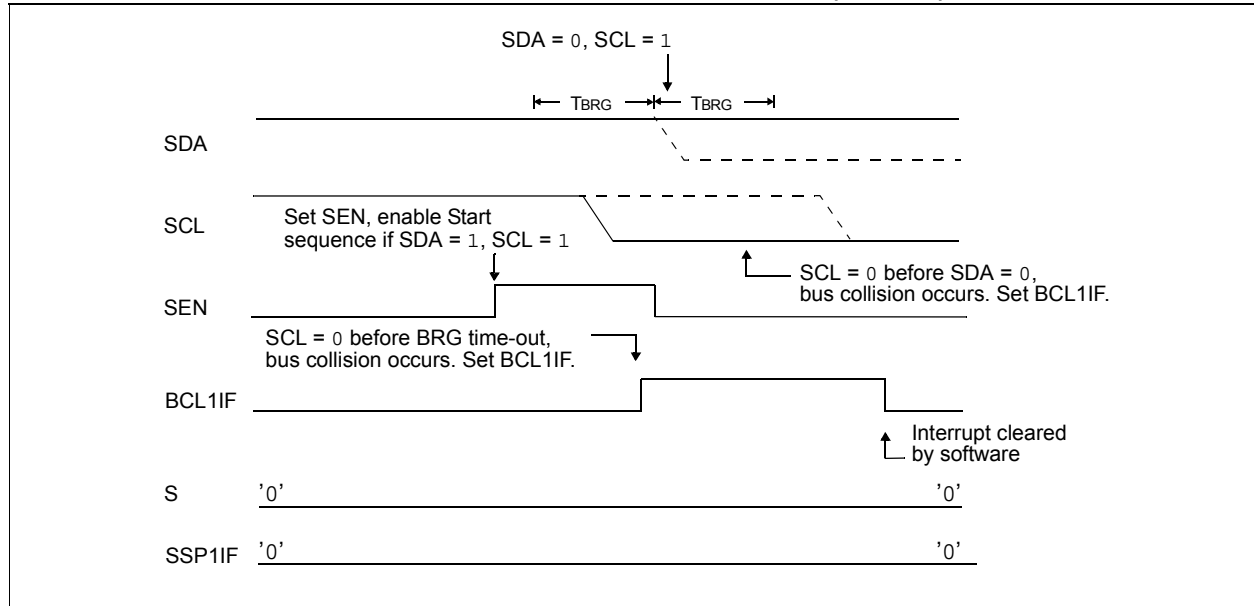 SDA = 0, SCL = 1
TBRG TBRG
SDA
SCL
Set SEN, enable Start
sequence if SDA = 1, SCL = 1
SCL = 0 before SDA = 0,
bus collision occurs. Set BCL1IF.
SEN
SCL = 0 before BRG time-out,
bus collision occurs. Set BCL1IF.
BCL1IF
Interrupt cleared
by software
S '0' '0'
SSP1IF '0' '0'